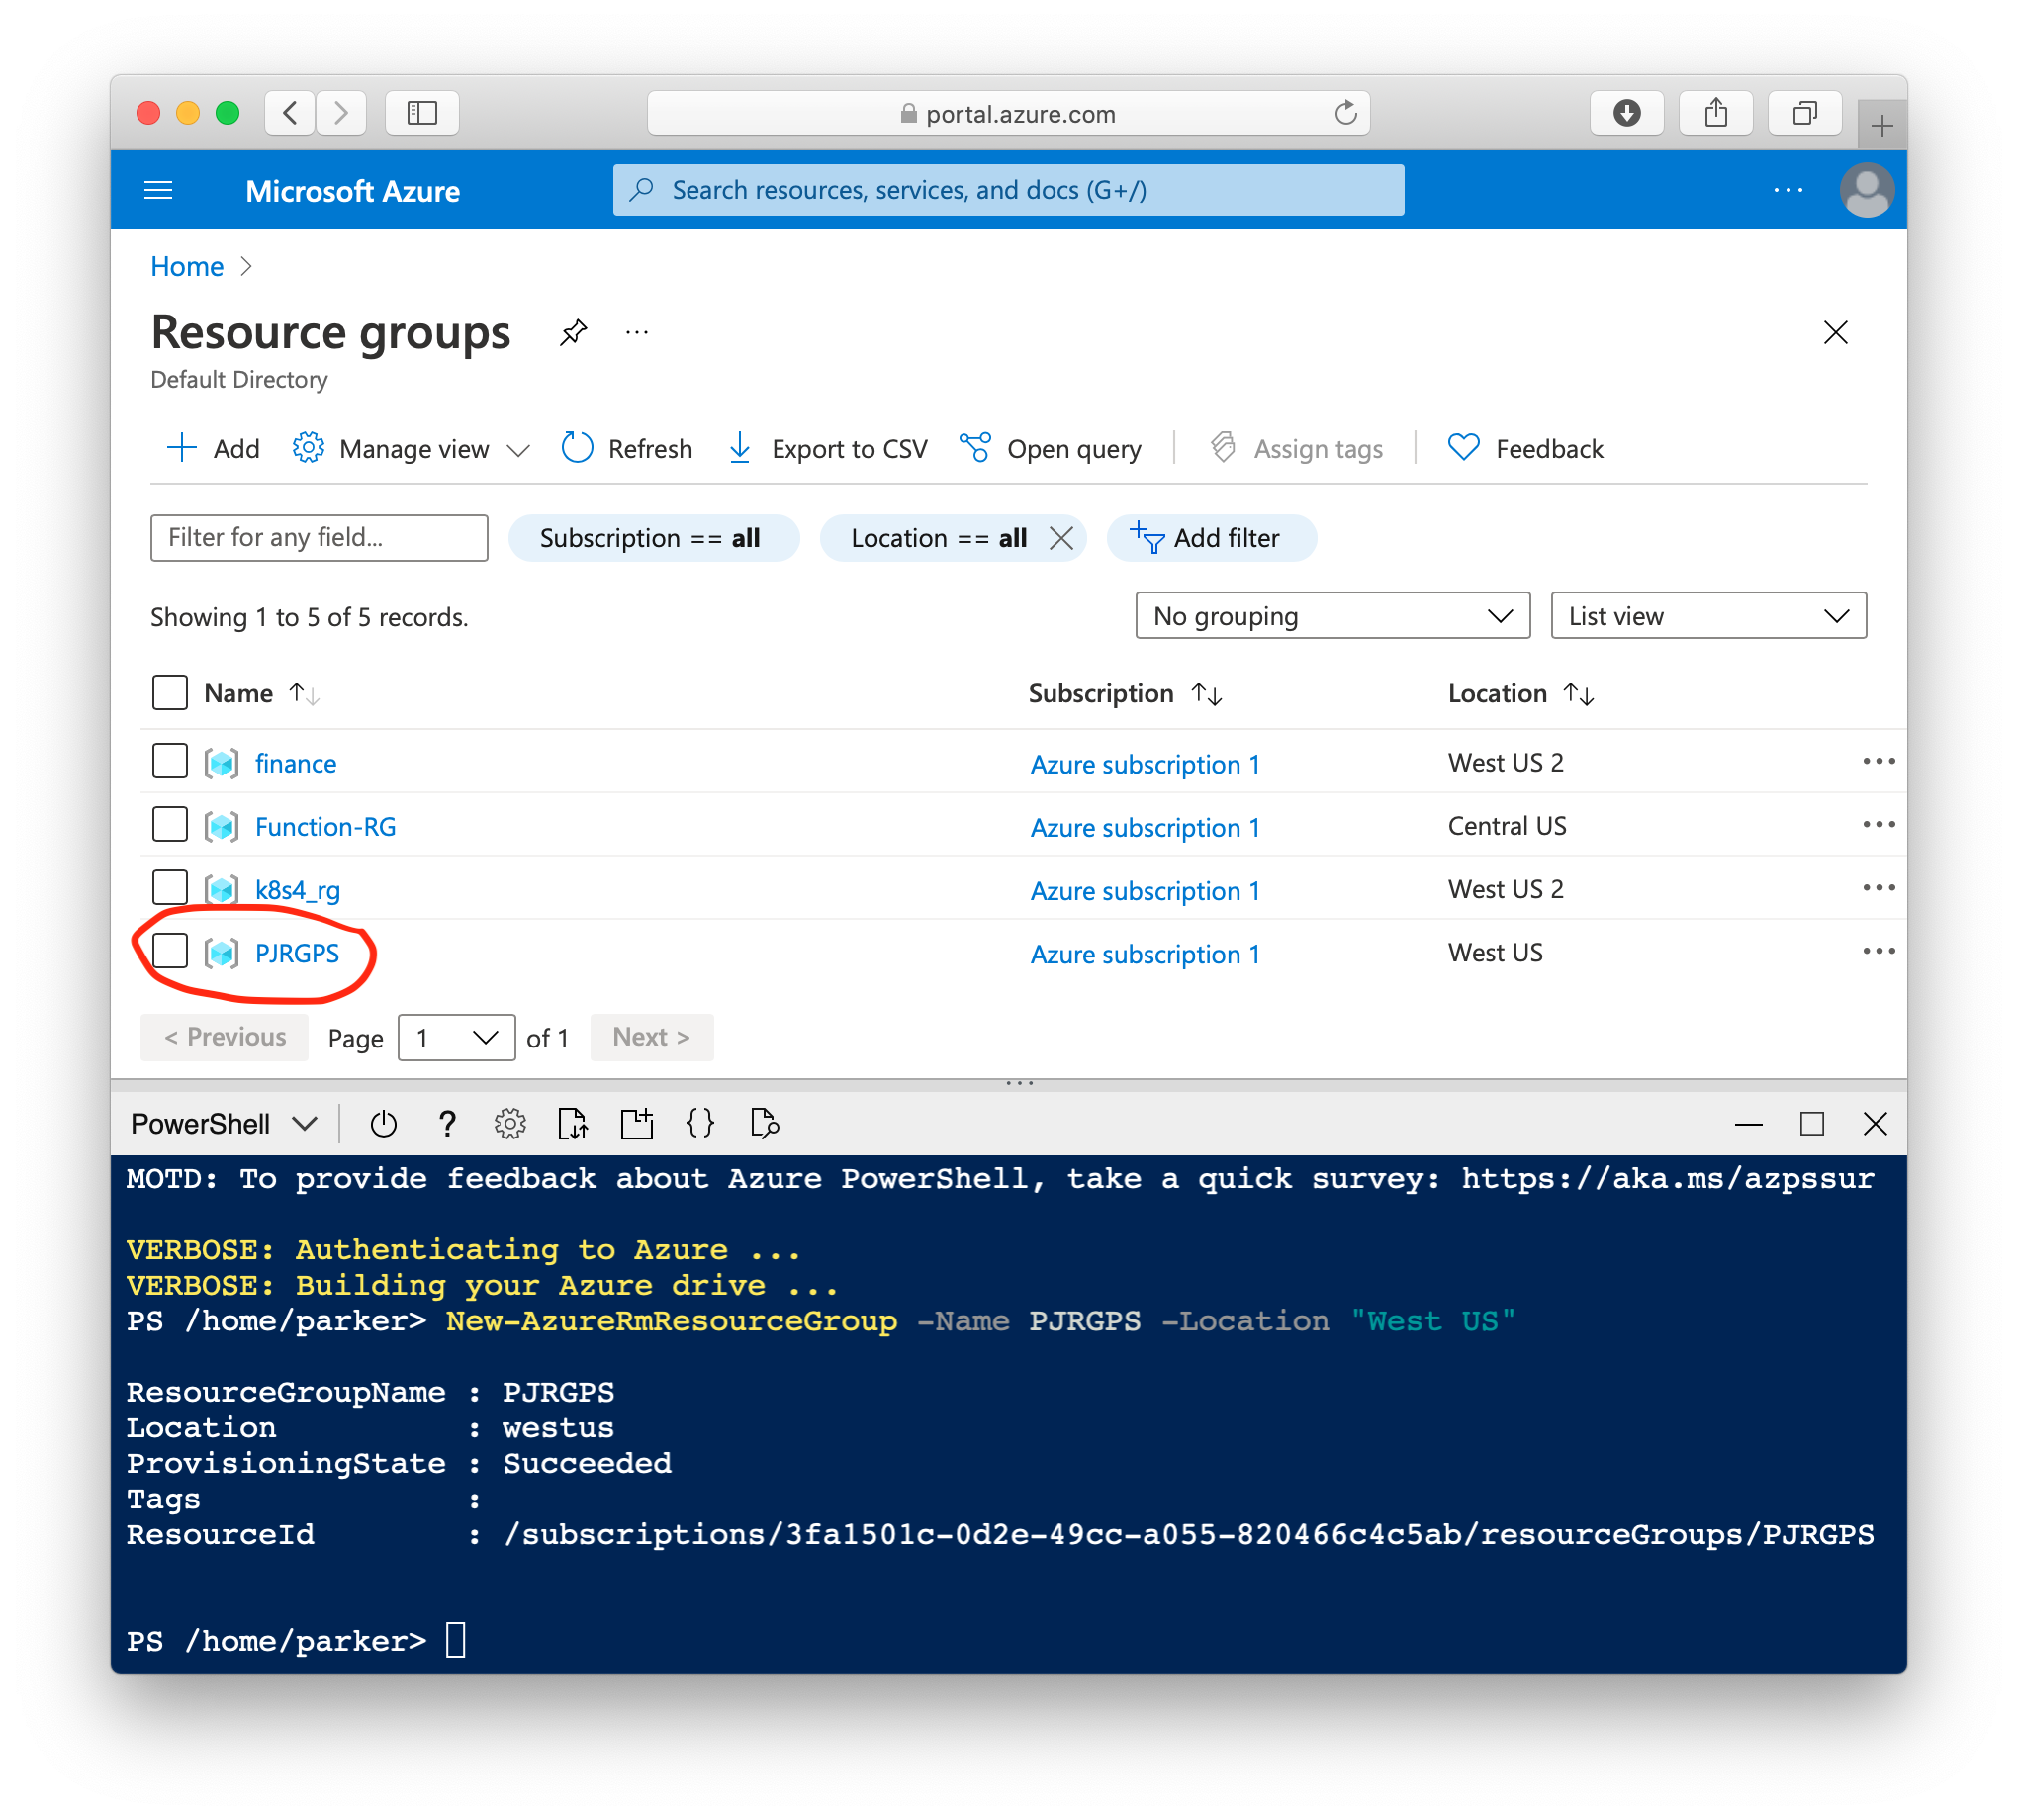 portal.azure.com
Microsoft Azure
Search resources, services, and docs (G+/)
Home
Resource groups
Default Directory
Add Manage view Refresh Export to CSV Open query Assign tags Feedback
Filter for any field... Subscription == all Location == all Add filter
Showing 1 to 5 of 5 records. No grouping List view
Name Subscription Location
finance Azure subscription 1 West US 2
Function-RG Azure subscription 1 Central US
k8s4_rg Azure subscription 1 West US 2
PJRGPS Azure subscription 1 West US
< Previous Page 1 of 1 Next >
PowerShell ? {}
MOTD: To provide feedback about Azure PowerShell, take a quick survey: https://aka.ms/azpssur
VERBOSE: Authenticating to Azure ...
VERBOSE: Building your Azure drive ...
PS /home/parker> New-AzureRmResourceGroup -Name PJRGPS -Location "West US"
ResourceGroupName : PJRGPS
Location : westus
ProvisioningState : Succeeded
Tags :
ResourceId : /subscriptions/3fa1501c-0d2e-49cc-a055-820466c4c5ab/resourceGroups/PJRGPS
PS /home/parker>